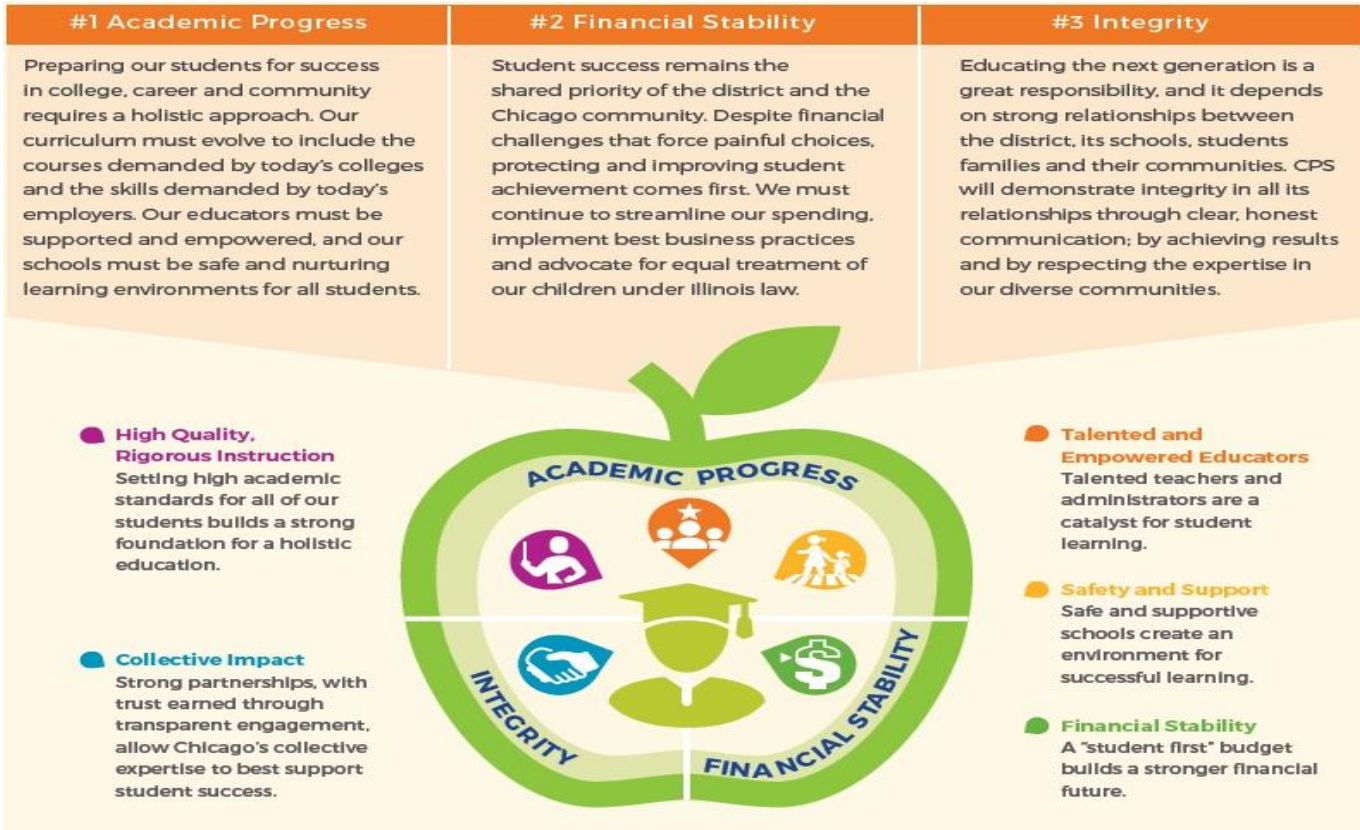 #1 Academic Progress
Preparing our students for success
in college, career and community
requires a holistic approach. Our
curriculum must evolve to include the
courses demanded by today's colleges
and the skills demanded by today's
employers. Our educators must be
supported and empowered, and our
schools must be safe and nurturing
learning environments for all students.
#2 Financial Stability
Student success remains the
shared priority of the district and the
Chicago community. Despite financial
challenges that force painful choices,
protecting and improving student
achievement comes first. We must
continue to streamline our spending,
implement best business practices
and advocate for equal treatment of
our children under Illinois law.
#3 Integrity
Educating the next generation is a
great responsibility, and it depends
on strong relationships between
the district, its schools, students
families and their communities. CPS
will demonstrate integrity in all its
relationships through clear, honest
communication; by achieving results
and by respecting the expertise in
our diverse communities.
High Quality,
Rigorous Instruction
Setting high academic
standards for all of our
students builds a strong
foundation for a holistic
education.
Collective Impact
Strong partnerships, with
trust earned through
transparent engagement,
allow Chicago's collective
expertise to best support
student success.
ACADEMIC PROGRESS
INTEGRITY
FINANCIAL STABILITY
$
Talented and
Empowered Educators
Talented teachers and
administrators are a
catalyst for student
learning.
Safety and Support
Safe and supportive
schools create an
environment for
successful learning.
Financial Stability
A "student first" budget
builds a stronger financial
future.